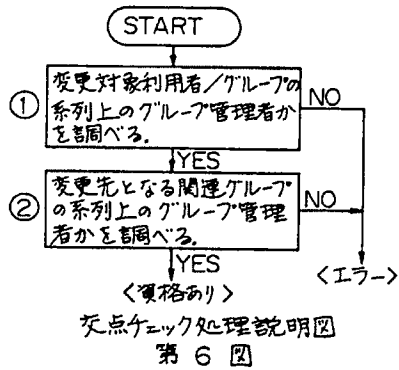 START
① 変更対象利用者/グループの
系列上のグループ管理者か
を調べる.
NO
YES
② 変更先となる関連グループ
の系列上のグループ管理
者かを調べる.
NO
YES
<資格あり>
<エラー>
交点チェック処理説明図
第 6 図